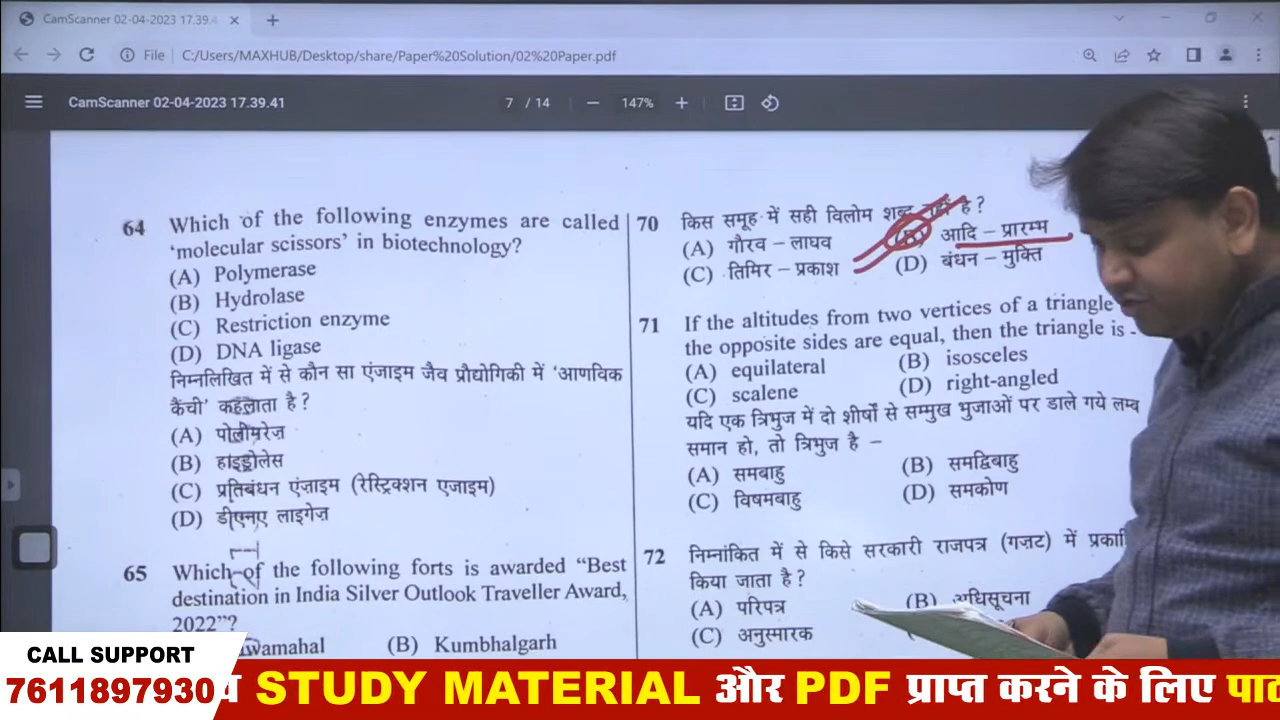 CamScanner 02-04-2023 17.39.4
File C:/Users/MAXHUB/Desktop/share/Paper%20Solution/02%20Paper.pdf
CamScanner 02-04-2023 17.39.41
7 / 14
147%
64 Which of the following enzymes are called
‘molecular scissors’ in biotechnology?
(A) Polymerase
(B) Hydrolase
(C) Restriction enzyme
(D) DNA ligase
निम्नलिखित में से कौन सा एंजाइम जैव प्रौद्योगिकी में ‘आणविक
कैंची’ कहलाता है?
(A) पोलीमरेज़
(B) हाइड्रोलेस
(C) प्रतिबंधन एंज़ाइम (रेस्ट्रिक्शन एजाइम)
(D) डीएनए लाइगेज़
65 Which of the following forts is awarded “Best
destination in India Silver Outlook Traveller Award,
2022”?
wamahal (B) Kumbhalgarh
70 किस समूह में सही विलोम शब्द नहीं है?
(A) गौरव – लाघव
(B) आदि – प्रारम्भ
(C) तिमिर – प्रकाश
(D) बंधन – मुक्ति
71 If the altitudes from two vertices of a triangle
the opposite sides are equal, then the triangle is -
(A) equilateral (B) isosceles
(C) scalene (D) right-angled
यदि एक त्रिभुज में दो शीर्षों से सम्मुख भुजाओं पर डाले गये लम्ब
समान हो, तो त्रिभुज है –
(A) समबाहु (B) समद्विबाहु
(C) विषमबाहु (D) समकोण
72 निम्नांकित में से किसे सरकारी राजपत्र (गज़ट) में
किया जाता है?
(A) परिपत्र (B) अधिसूचना
(C) अनुस्मारक
CALL SUPPORT
7611897930
STUDY MATERIAL और PDF प्राप्त करने के लिए